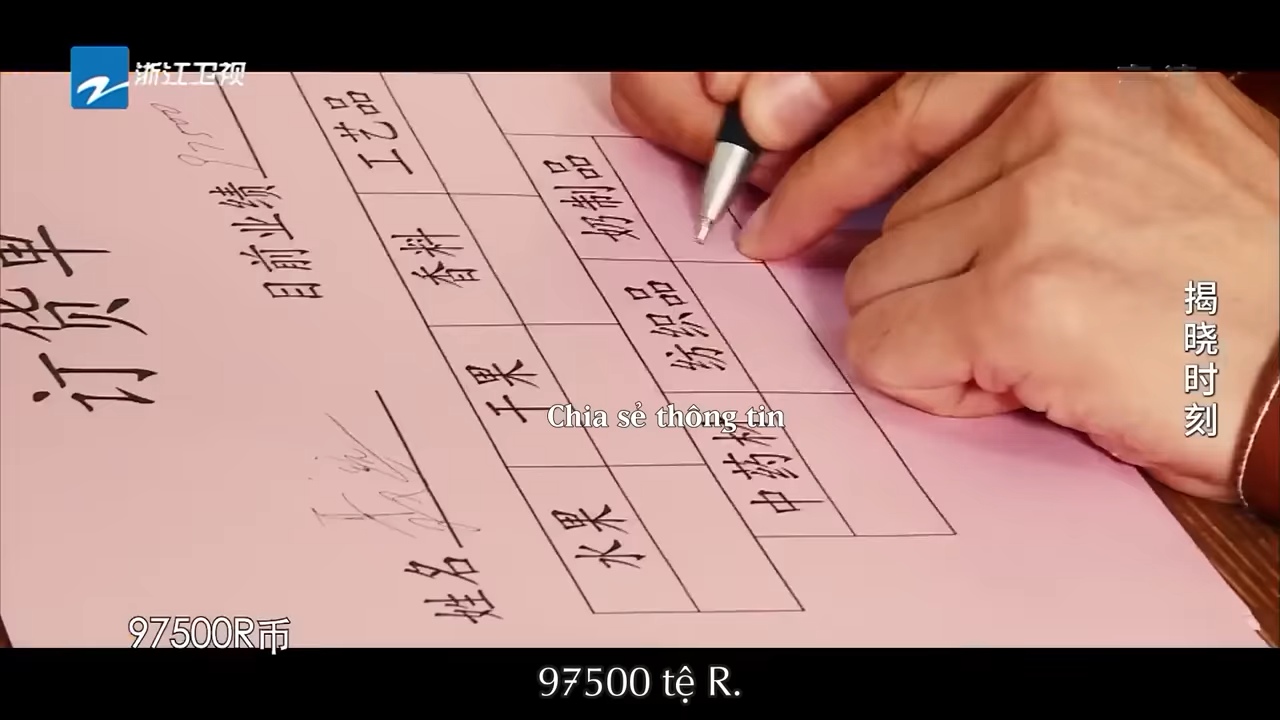 浙江卫视
订货单
目前业绩 97500
姓名
水果
干果
香料
工艺品
中药材
纺织品
奶制品
揭晓时刻
Chia sẻ thông tin
97500R币
97500 tệ R.